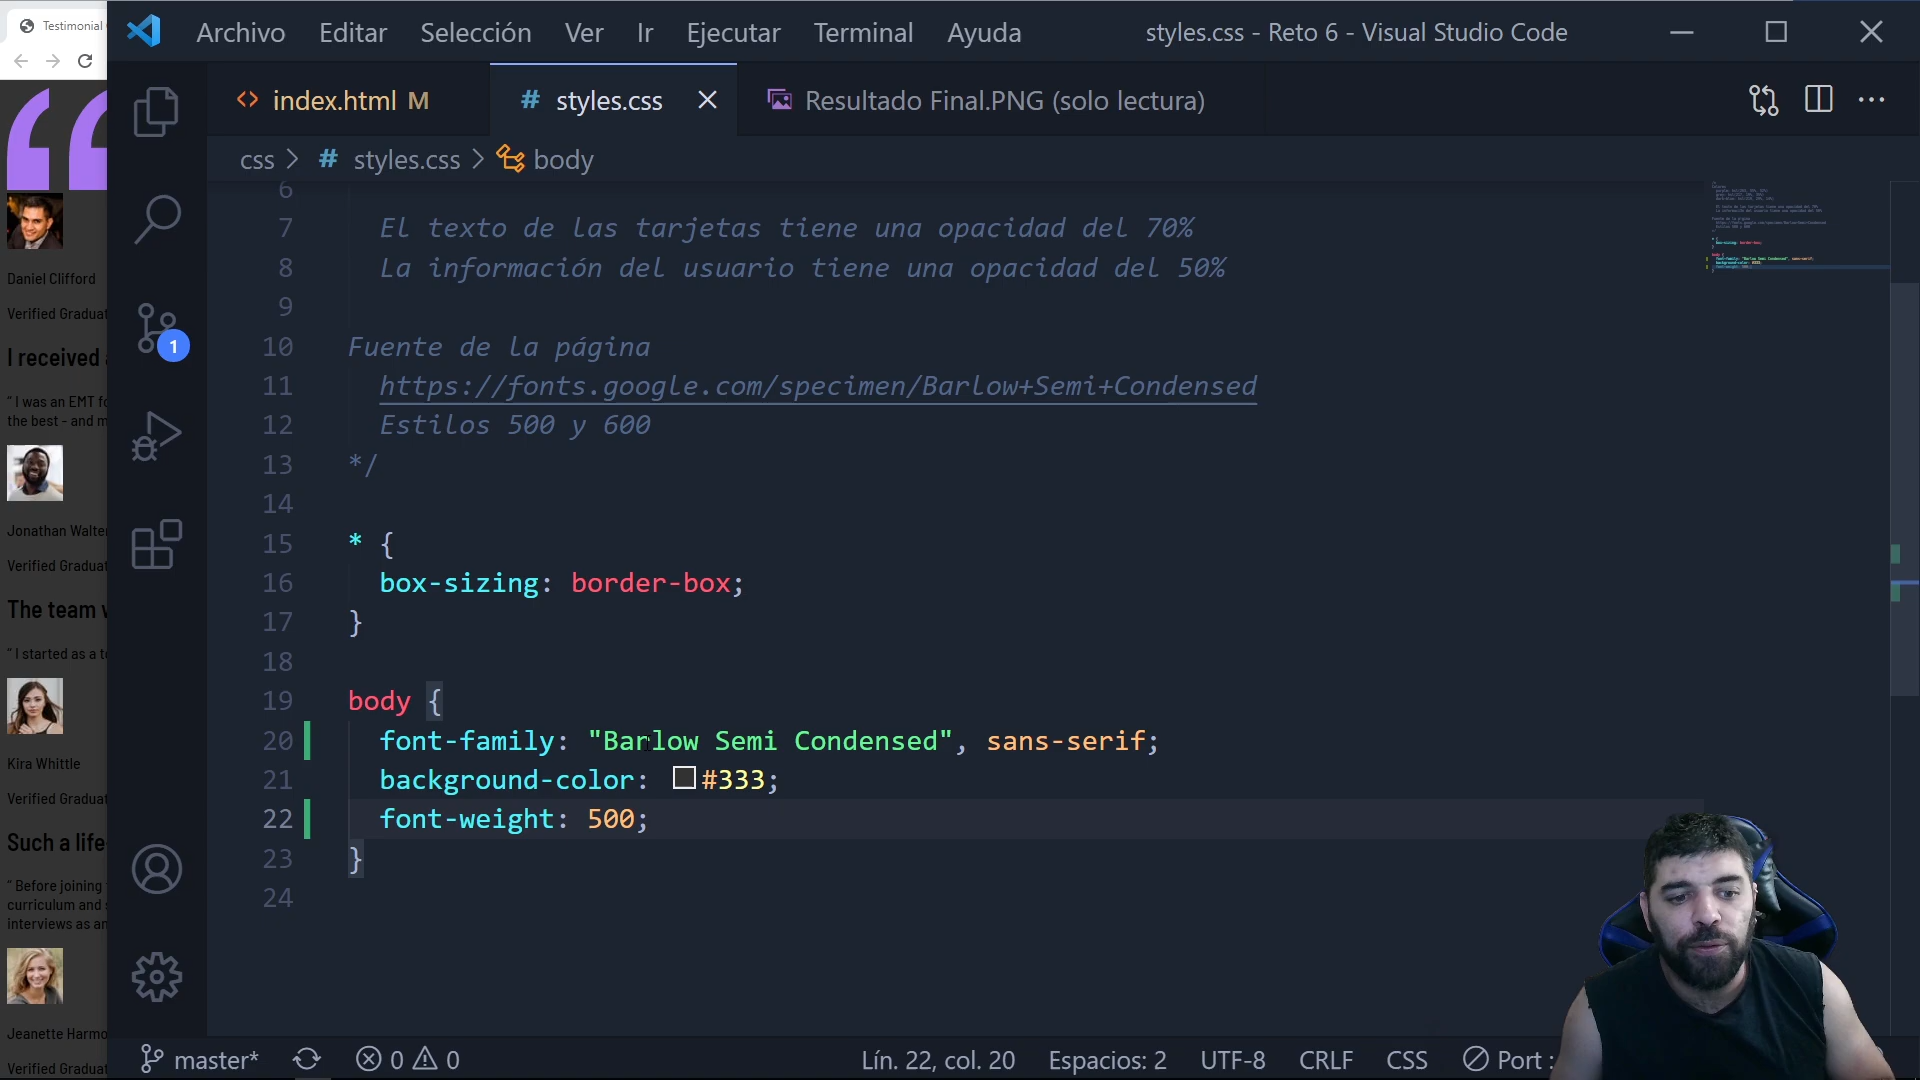 Testimonial
Archivo Editar Selección Ver Ir Ejecutar Terminal Ayuda
styles.css - Reto 6 - Visual Studio Code
index.html M
# styles.css
Resultado Final.PNG (solo lectura)
css > # styles.css > body
6
7 El texto de las tarjetas tiene una opacidad del 70%
8 La información del usuario tiene una opacidad del 50%
9
10 Fuente de la página
11 https://fonts.google.com/specimen/Barlow+Semi+Condensed
12 Estilos 500 y 600
13 */
14
15 * {
16 box-sizing: border-box;
17 }
18
19 body {
20 font-family: "Barlow Semi Condensed", sans-serif;
21 background-color: #333;
22 font-weight: 500;
23 }
24
1
Daniel Clifford
Verified Graduat
I received
" I was an EMT
the best - and m
Jonathan Walter
Verified Graduat
The team
" I started as a
Kira Whittle
Verified Graduat
Such a life
" Before joining
curriculum and
interviews as an
Jeanette Harmo
Verified Graduat
master*
0 0
Lín. 22, col. 20
Espacios: 2
UTF-8
CRLF
CSS
Port :